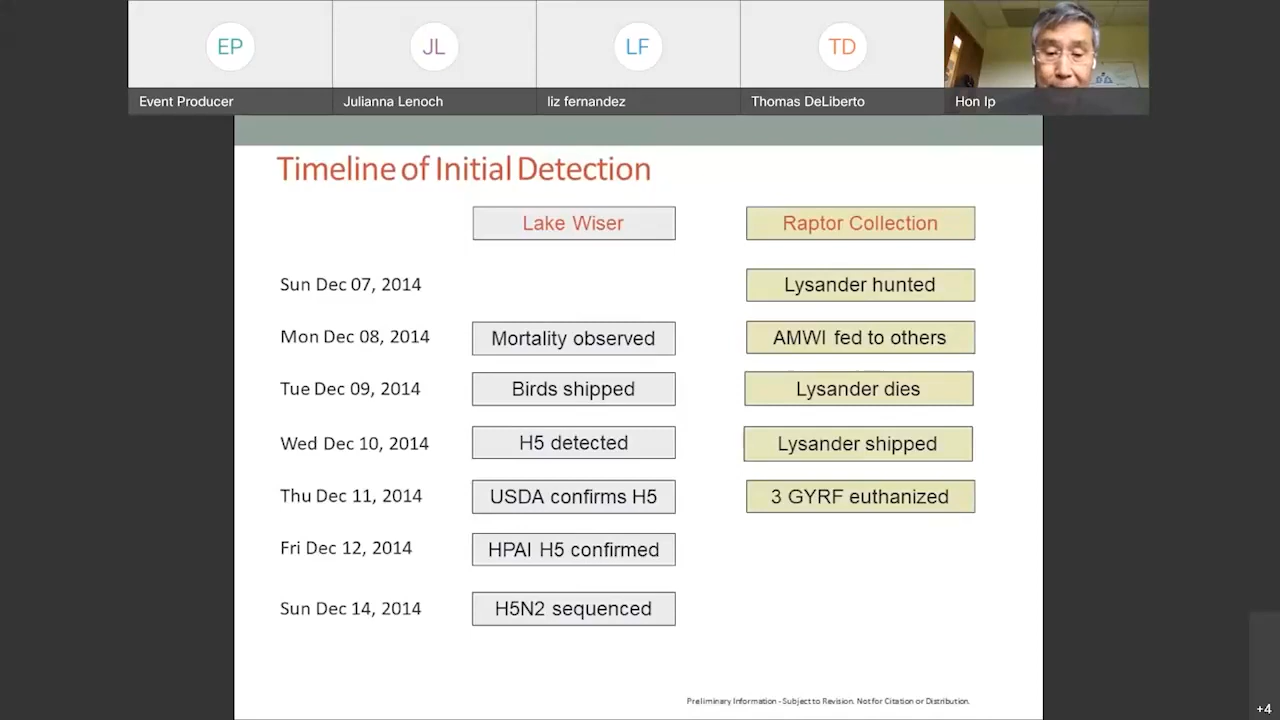 EP
JL
LF
TD
Event Producer
Julianna Lenoch
liz fernandez
Thomas DeLiberto
Hon Ip
Timeline of Initial Detection
Lake Wiser
Raptor Collection
Sun Dec 07, 2014
Lysander hunted
Mon Dec 08, 2014
Mortality observed
AMWI fed to others
Tue Dec 09, 2014
Birds shipped
Lysander dies
Wed Dec 10, 2014
H5 detected
Lysander shipped
Thu Dec 11, 2014
USDA confirms H5
3 GYRF euthanized
Fri Dec 12, 2014
HPAI H5 confirmed
Sun Dec 14, 2014
H5N2 sequenced
Preliminary Information - Subject to Revision. Not for Citation or Distribution.
+4